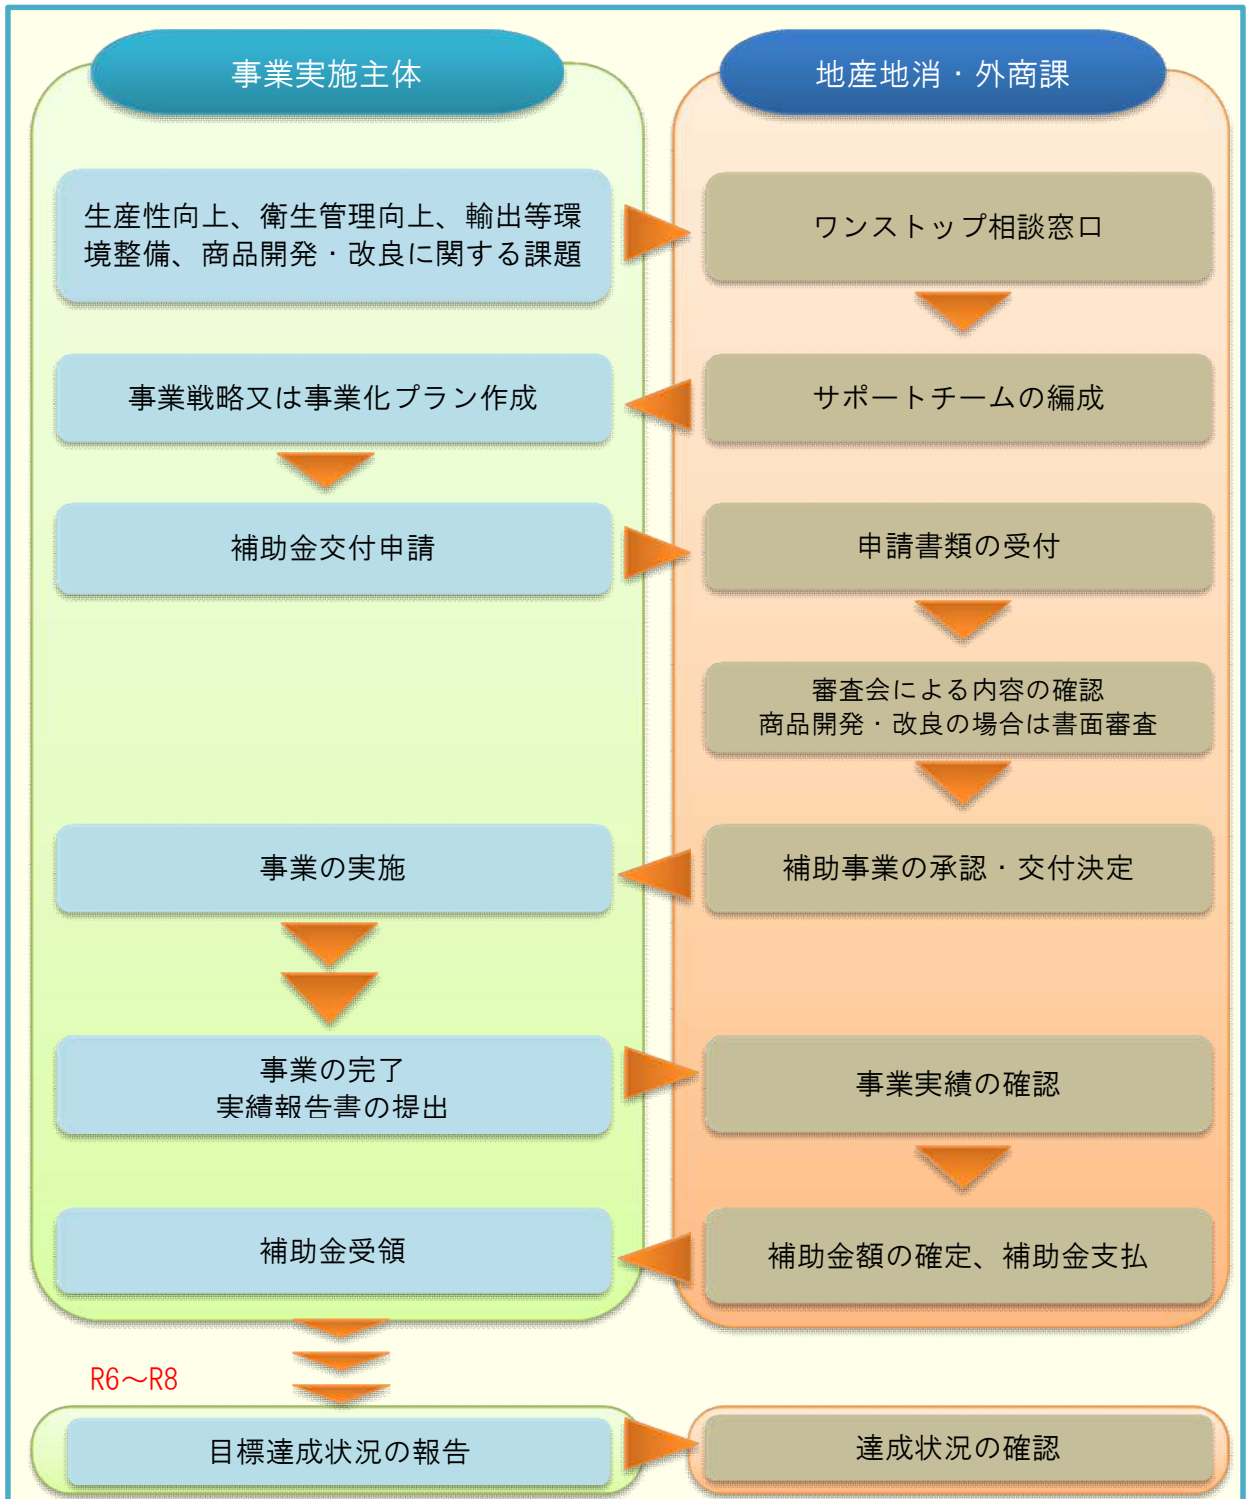 事業実施主体
地産地消・外商課
生産性向上、衛生管理向上、輸出等環
境整備、商品開発・改良に関する課題
ワンストップ相談窓口
事業戦略又は事業化プラン作成
サポートチームの編成
補助金交付申請
申請書類の受付
審査会による内容の確認
商品開発・改良の場合は書面審査
事業の実施
補助事業の承認・交付決定
事業の完了
実績報告書の提出
事業実績の確認
補助金受領
補助金額の確定、補助金支払
R6～R8
目標達成状況の報告
達成状況の確認